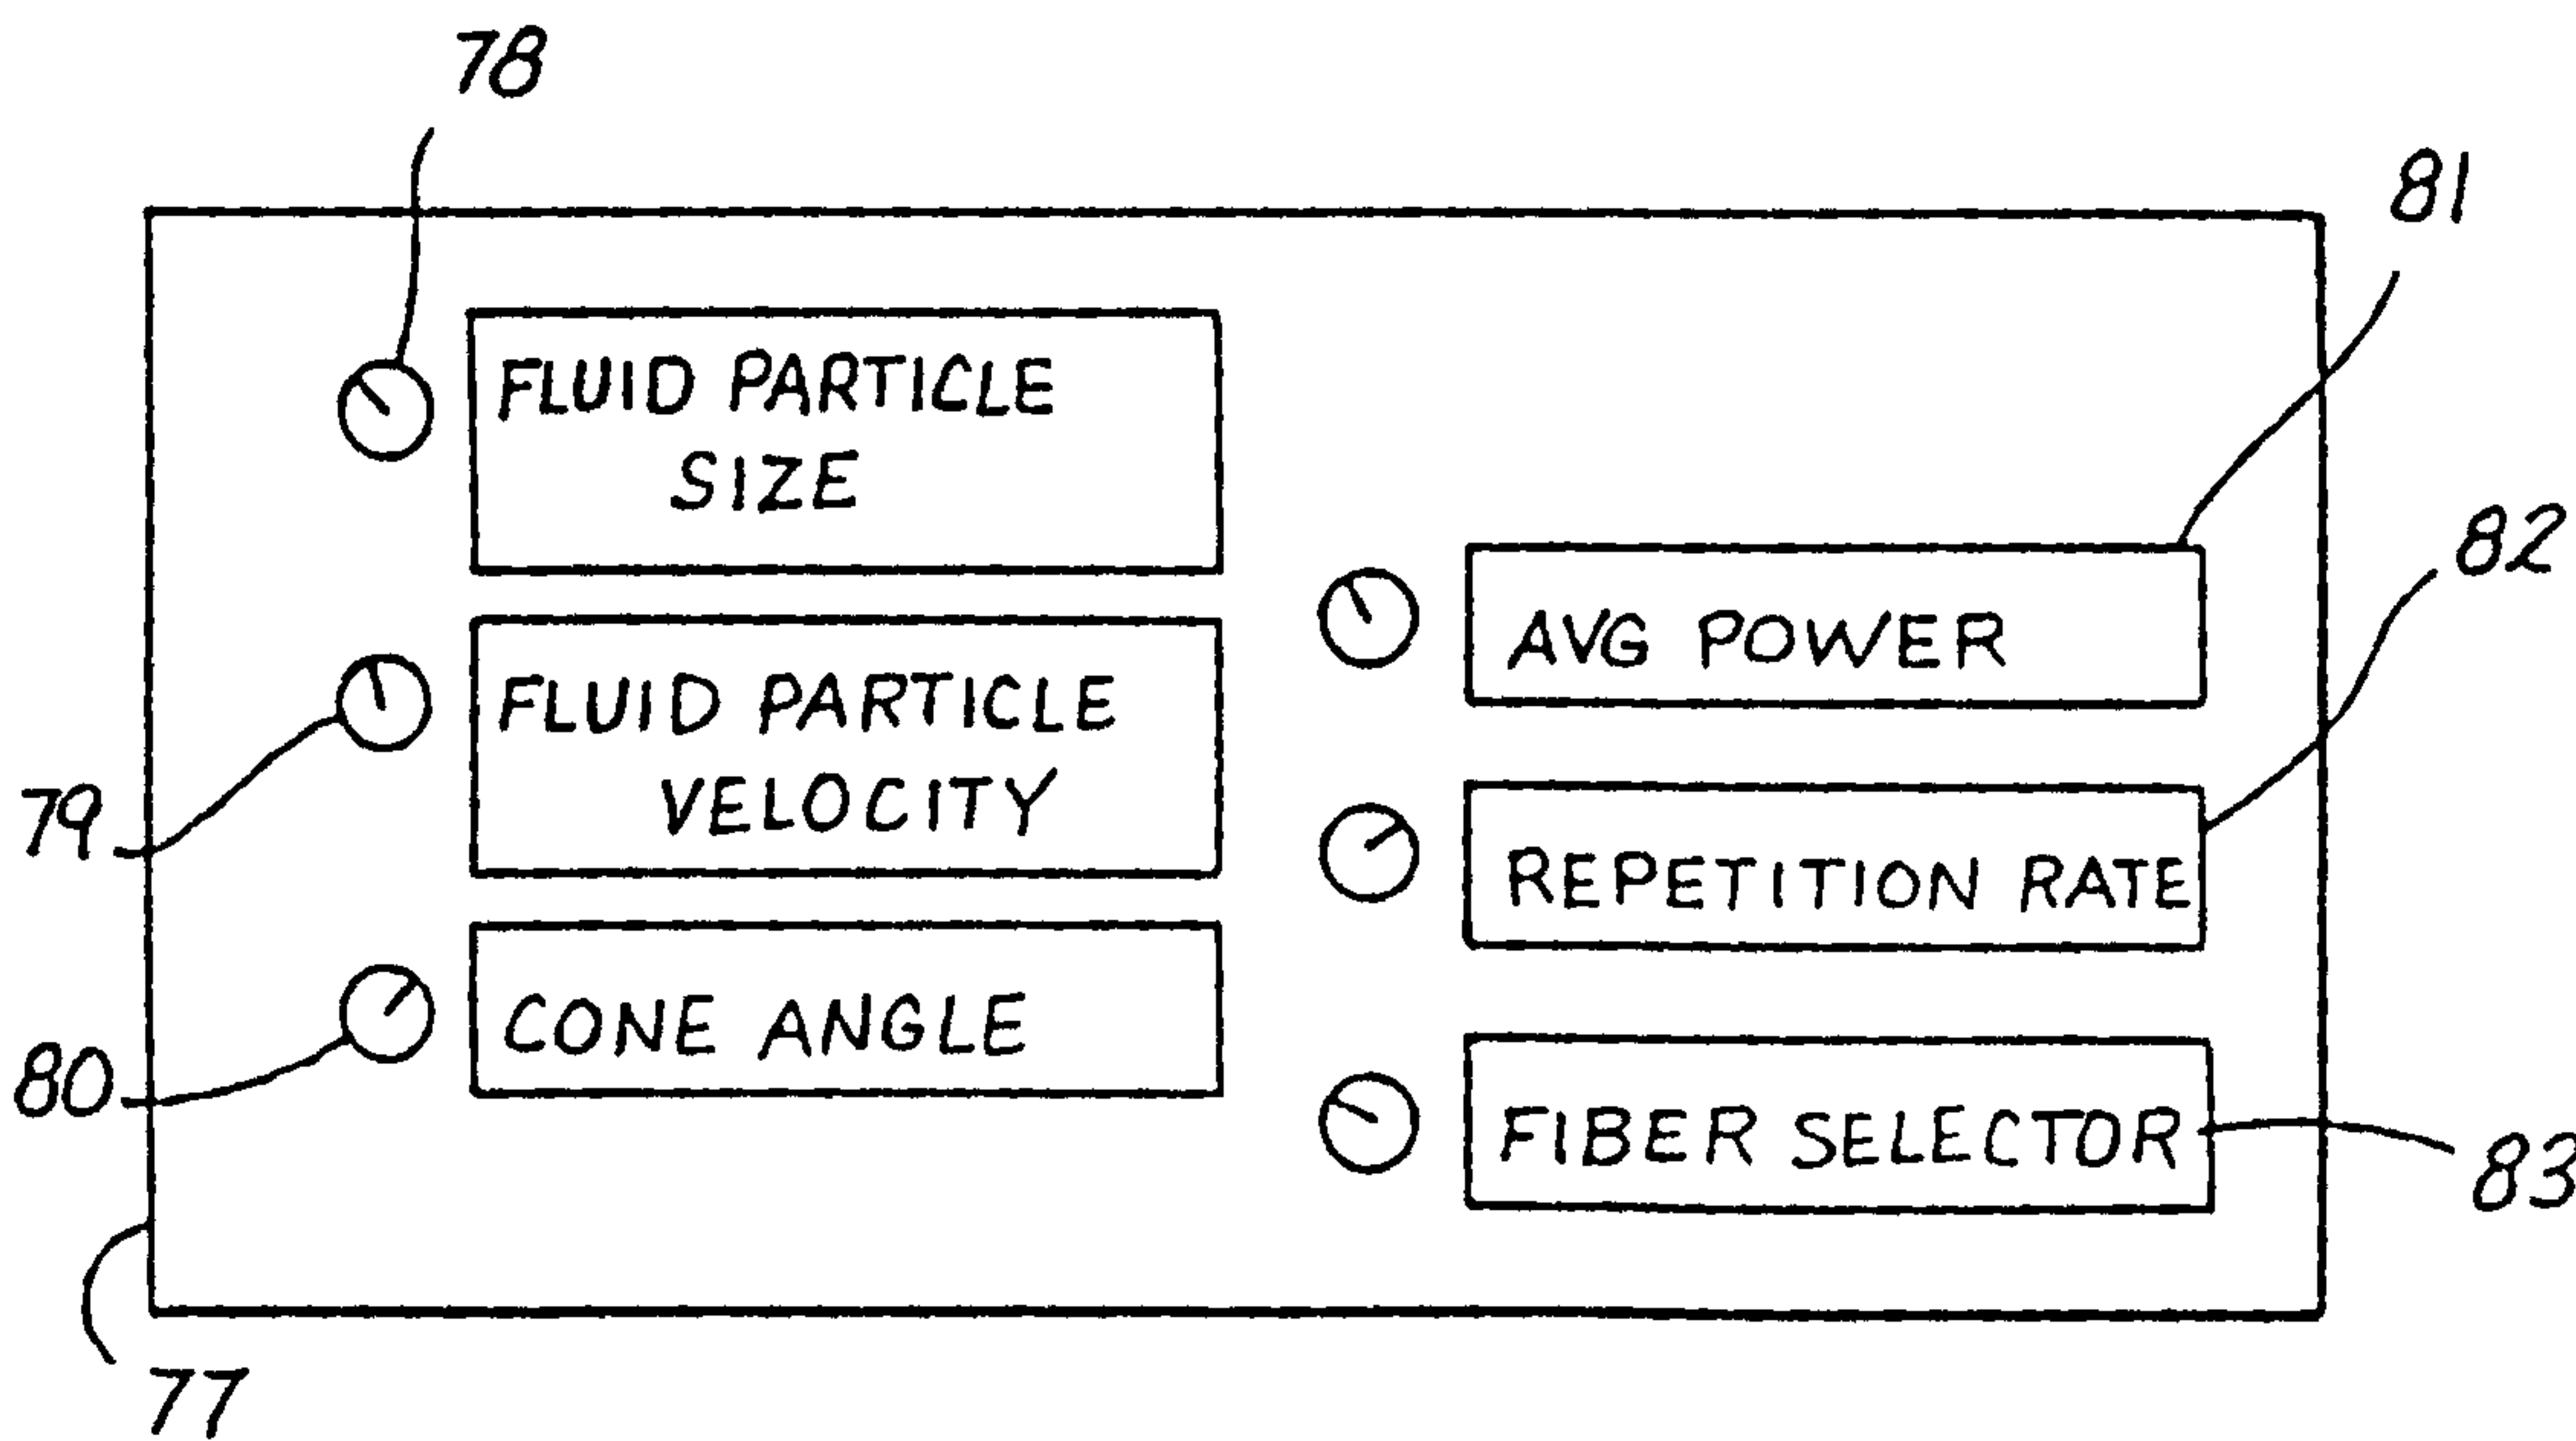 78
81
FLUID PARTICLE
SIZE
82
AVG POWER
FLUID PARTICLE
VELOCITY
79
REPETITION RATE
CONE ANGLE
80
FIBER SELECTOR
83
77